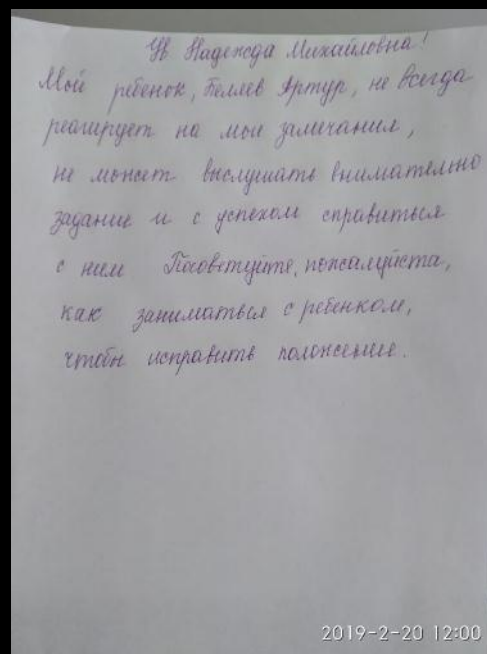 Ув Надежда Михайловна!
Мой ребенок, Беляев Артур, не всегда
реагирует на мои замечания,
не может выслушать внимательно
задание и с успехом справиться
с ним Посоветуйте, пожалуйста,
как заниматься с ребенком,
чтобы исправить положение.
2019-2-20 12:00